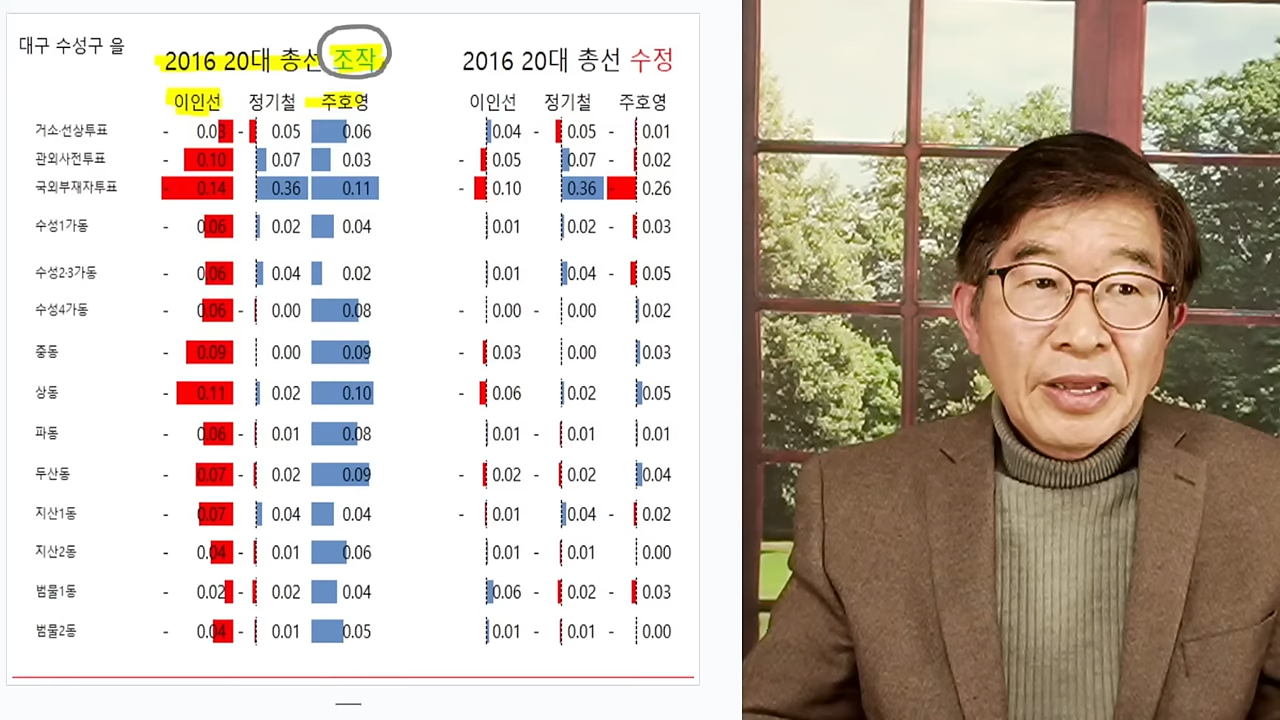 대구 수성구 을
2016 20대 총선 조작 2016 20대 총선 수정
이인선 정기철 주호영 이인선 정기철 주호영
거소·선상투표 - 0.03 - 0.05 0.06 0.04 - 0.05 - 0.01
관외사전투표 - 0.10 0.07 0.03 - 0.05 0.07 - 0.02
국외부재자투표 - 0.14 0.36 0.11 - 0.10 0.36 - 0.26
수성1가동 - 0.06 0.02 0.04 0.01 0.02 - 0.03
수성2·3가동 - 0.06 0.04 0.02 0.01 0.04 - 0.05
수성4가동 - 0.06 - 0.00 0.08 - 0.00 - 0.00 0.02
중동 - 0.09 0.00 0.09 - 0.03 0.00 0.03
상동 - 0.11 0.02 0.10 - 0.06 0.02 0.05
파동 - 0.06 - 0.01 0.08 0.01 - 0.01 0.01
두산동 - 0.07 - 0.02 0.09 - 0.02 - 0.02 0.04
지산1동 - 0.07 0.04 0.04 - 0.01 0.04 - 0.02
지산2동 - 0.04 - 0.01 0.06 0.01 - 0.01 - 0.00
범물1동 - 0.02 - 0.02 0.04 0.06 - 0.02 - 0.03
범물2동 - 0.04 - 0.01 0.05 0.01 - 0.01 - 0.00